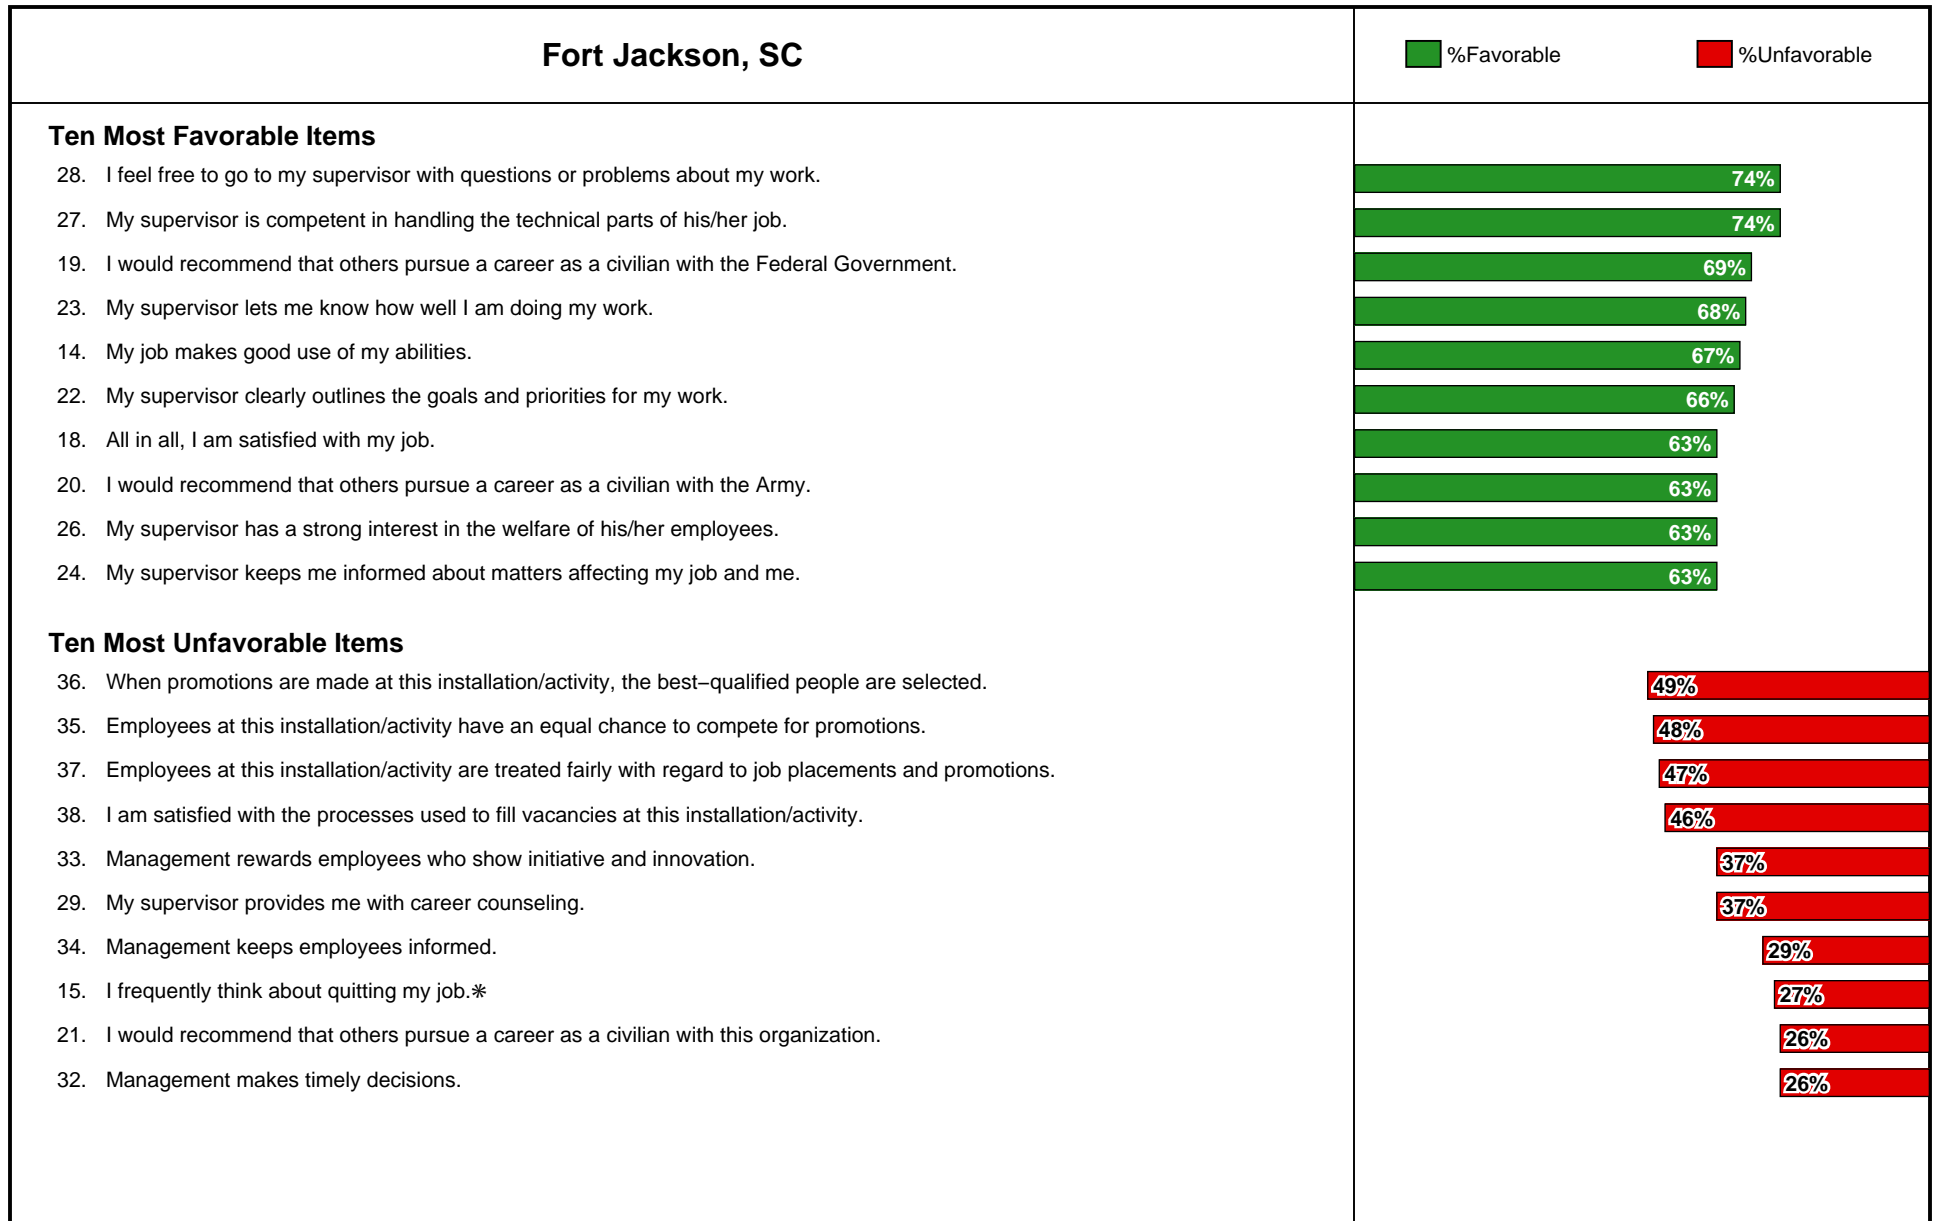 Fort Jackson, SC
%Favorable %Unfavorable
Ten Most Favorable Items
28. I feel free to go to my supervisor with questions or problems about my work. 74%
27. My supervisor is competent in handling the technical parts of his/her job. 74%
19. I would recommend that others pursue a career as a civilian with the Federal Government. 69%
23. My supervisor lets me know how well I am doing my work. 68%
14. My job makes good use of my abilities. 67%
22. My supervisor clearly outlines the goals and priorities for my work. 66%
18. All in all, I am satisfied with my job. 63%
20. I would recommend that others pursue a career as a civilian with the Army. 63%
26. My supervisor has a strong interest in the welfare of his/her employees. 63%
24. My supervisor keeps me informed about matters affecting my job and me. 63%
Ten Most Unfavorable Items
36. When promotions are made at this installation/activity, the best−qualified people are selected. 49%
35. Employees at this installation/activity have an equal chance to compete for promotions. 48%
37. Employees at this installation/activity are treated fairly with regard to job placements and promotions. 47%
38. I am satisfied with the processes used to fill vacancies at this installation/activity. 46%
33. Management rewards employees who show initiative and innovation. 37%
29. My supervisor provides me with career counseling. 37%
34. Management keeps employees informed. 29%
15. I frequently think about quitting my job.* 27%
21. I would recommend that others pursue a career as a civilian with this organization. 26%
32. Management makes timely decisions. 26%